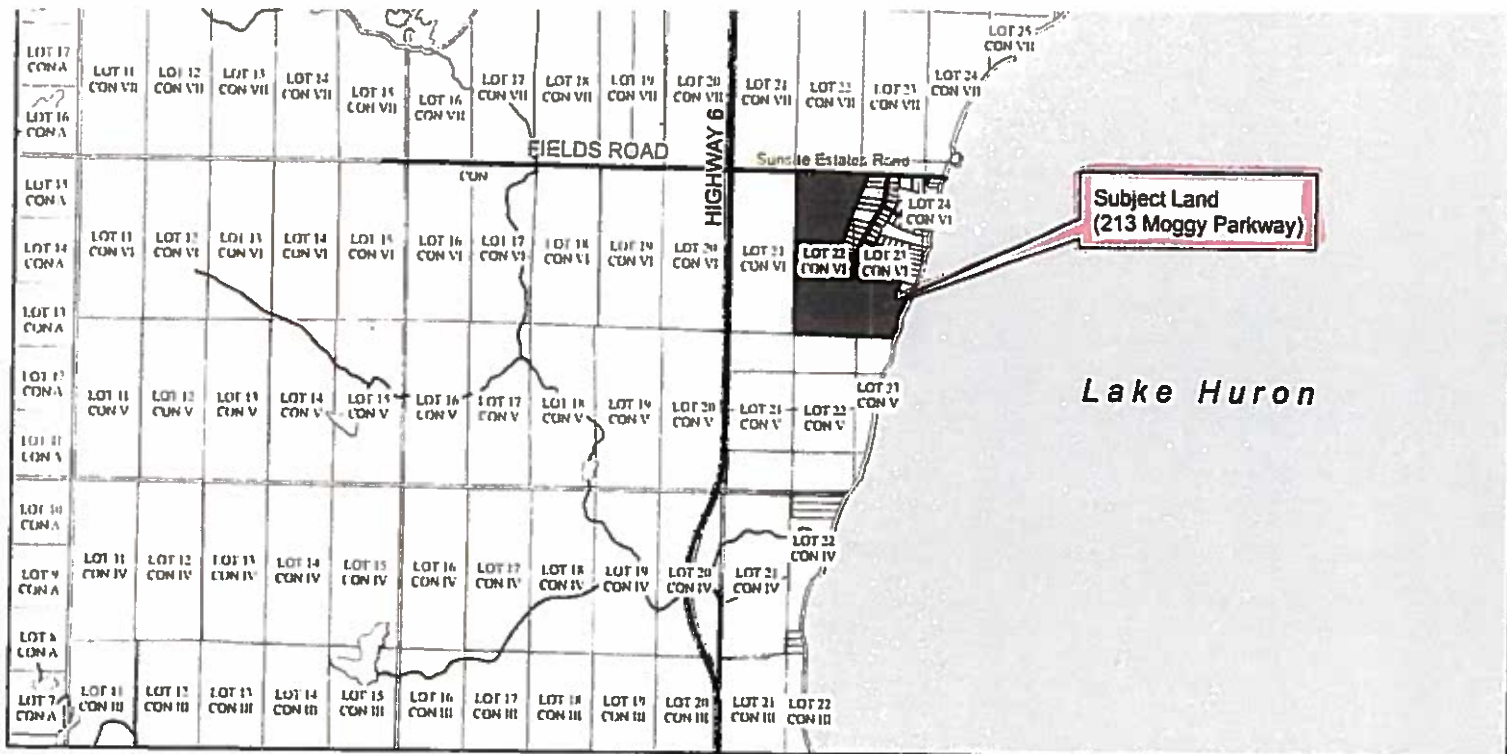 LOT 25
CON VII
LOT 17
CON A
LOT 11
CON VII
LOT 12
CON VII
LOT 13
CON VII
LOT 14
CON VII
LOT 15
CON VII
LOT 16
CON VII
LOT 17
CON VII
LOT 18
CON VII
LOT 19
CON VII
LOT 20
CON VII
LOT 21
CON VII
LOT 22
CON VII
LOT 23
CON VII
LOT 24
CON VII
LOT 16
CON A
HIGHWAY 6
FIELDS ROAD
Sunsite Estates Road
CON
LOT 15
CON A
Subject Land
(213 Moggy Parkway)
LOT 24
CON VI
LOT 14
CON A
LOT 11
CON VI
LOT 12
CON VI
LOT 13
CON VI
LOT 14
CON VI
LOT 15
CON VI
LOT 16
CON VI
LOT 17
CON VI
LOT 18
CON VI
LOT 19
CON VI
LOT 20
CON VI
LOT 21
CON VI
LOT 22
CON VI
LOT 23
CON VI
LOT 13
CON A
LOT 12
CON A
LOT 11
CON V
LOT 12
CON V
LOT 13
CON V
LOT 14
CON V
LOT 15
CON V
LOT 16
CON V
LOT 17
CON V
LOT 18
CON V
LOT 19
CON V
LOT 20
CON V
LOT 21
CON V
LOT 22
CON V
LOT 23
CON V
Lake Huron
LOT 11
CON A
LOT 10
CON A
LOT 9
CON A
LOT 11
CON IV
LOT 12
CON IV
LOT 13
CON IV
LOT 14
CON IV
LOT 15
CON IV
LOT 16
CON IV
LOT 17
CON IV
LOT 18
CON IV
LOT 19
CON IV
LOT 20
CON IV
LOT 21
CON IV
LOT 22
CON IV
LOT 8
CON A
LOT 7
CON A
LOT 11
CON III
LOT 12
CON III
LOT 13
CON III
LOT 14
CON III
LOT 15
CON III
LOT 16
CON III
LOT 17
CON III
LOT 18
CON III
LOT 19
CON III
LOT 20
CON III
LOT 21
CON III
LOT 22
CON III